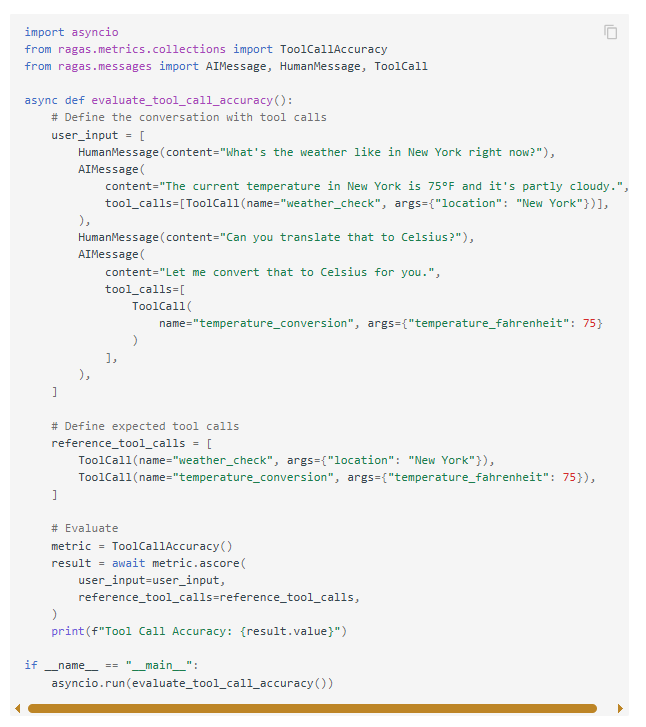 import asyncio
from ragas.metrics.collections import ToolCallAccuracy
from ragas.messages import AIMessage, HumanMessage, ToolCall

async def evaluate_tool_call_accuracy():
    # Define the conversation with tool calls
    user_input = [
        HumanMessage(content="What's the weather like in New York right now?"),
        AIMessage(
            content="The current temperature in New York is 75°F and it's partly cloudy.",
            tool_calls=[ToolCall(name="weather_check", args={"location": "New York"})],
        ),
        HumanMessage(content="Can you translate that to Celsius?"),
        AIMessage(
            content="Let me convert that to Celsius for you.",
            tool_calls=[
                ToolCall(
                    name="temperature_conversion", args={"temperature_fahrenheit": 75}
                )
            ],
        ),
    ]

    # Define expected tool calls
    reference_tool_calls = [
        ToolCall(name="weather_check", args={"location": "New York"}),
        ToolCall(name="temperature_conversion", args={"temperature_fahrenheit": 75}),
    ]

    # Evaluate
    metric = ToolCallAccuracy()
    result = await metric.ascore(
        user_input=user_input,
        reference_tool_calls=reference_tool_calls,
    )
    print(f"Tool Call Accuracy: {result.value}")

if __name__ == "__main__":
    asyncio.run(evaluate_tool_call_accuracy())